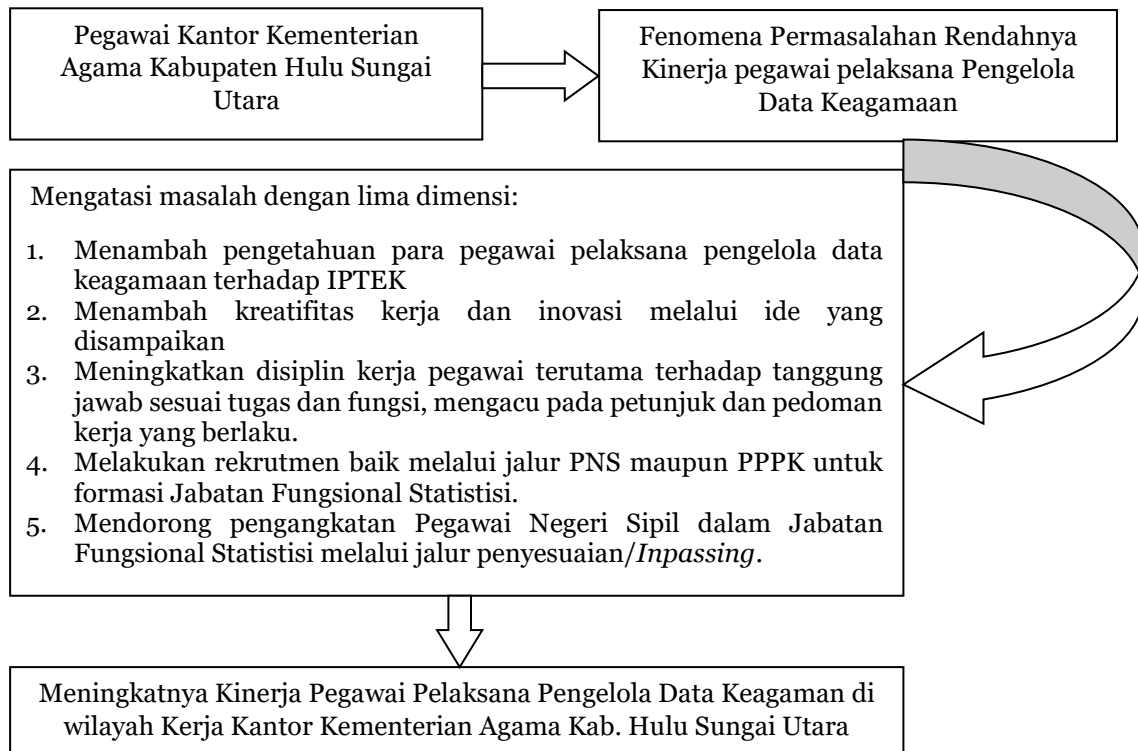 Pegawai Kantor Kementerian
Agama Kabupaten Hulu Sungai
Utara
Fenomena Permasalahan Rendahnya
Kinerja pegawai pelaksana Pengelola
Data Keagamaan
Mengatasi masalah dengan lima dimensi:
1. Menambah pengetahuan para pegawai pelaksana pengelola data
keagamaan terhadap IPTEK
2. Menambah kreatifitas kerja dan inovasi melalui ide yang
disampaikan
3. Meningkatkan disiplin kerja pegawai terutama terhadap tanggung
jawab sesuai tugas dan fungsi, mengacu pada petunjuk dan pedoman
kerja yang berlaku.
4. Melakukan rekrutmen baik melalui jalur PNS maupun PPPK untuk
formasi Jabatan Fungsional Statistisi.
5. Mendorong pengangkatan Pegawai Negeri Sipil dalam Jabatan
Fungsional Statistisi melalui jalur penyesuaian/Inpassing.
Meningkatnya Kinerja Pegawai Pelaksana Pengelola Data Keagaman di
wilayah Kerja Kantor Kementerian Agama Kab. Hulu Sungai Utara